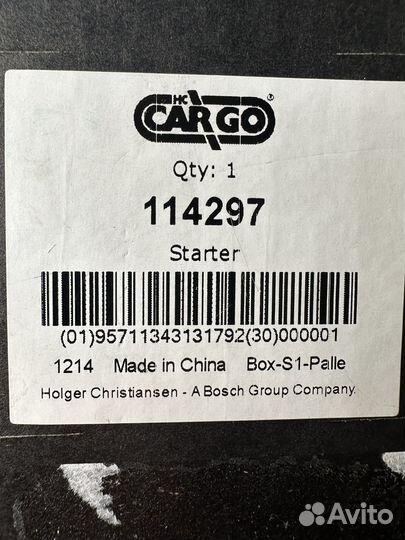 HC
CARGO
®
Qty: 1
114297
Starter
(01)95711343131792(30)000001
1214 Made in China Box-S1-Palle
Holger Christiansen - A Bosch Group Company.
Avito